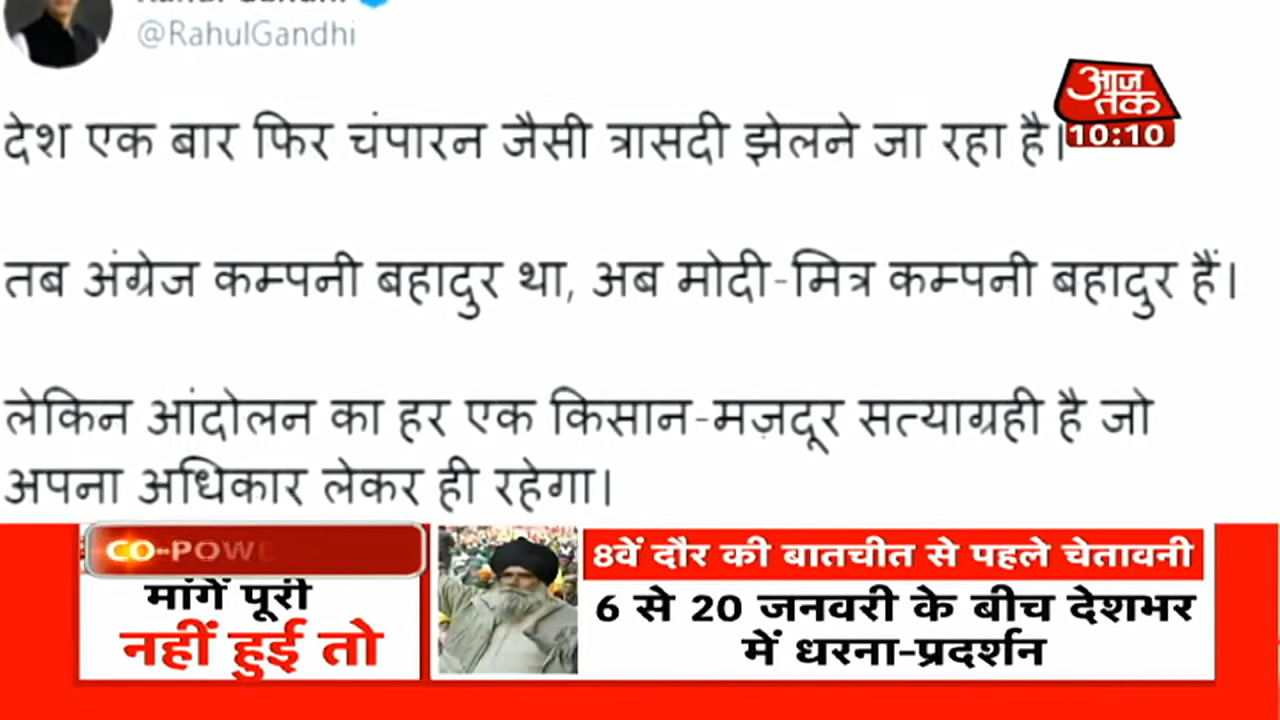 @RahulGandhi
आज
तक
10:10
देश एक बार फिर चंपारन जैसी त्रासदी झेलने जा रहा है।
तब अंग्रेज कम्पनी बहादुर था, अब मोदी-मित्र कम्पनी बहादुर हैं।
लेकिन आंदोलन का हर एक किसान-मज़दूर सत्याग्रही है जो
अपना अधिकार लेकर ही रहेगा।
CO-POWE
मांगें पूरी
नहीं हुई तो
8वें दौर की बातचीत से पहले चेतावनी
6 से 20 जनवरी के बीच देशभर
में धरना-प्रदर्शन